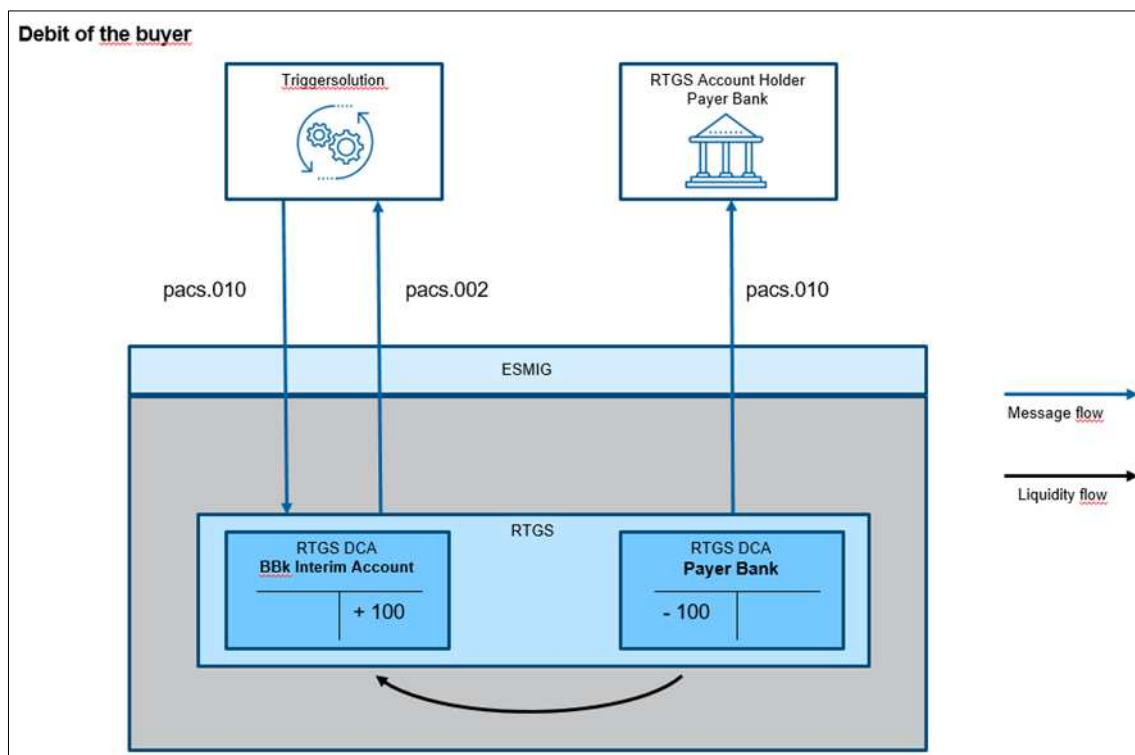 Debit of the buyer
Triggersolution
RTGS Account Holder
Payer Bank
pacs.010
pacs.002
pacs.010
ESMIG
Message flow
Liquidity flow
RTGS
RTGS DCA
BBk Interim Account
+ 100
RTGS DCA
Payer Bank
- 100